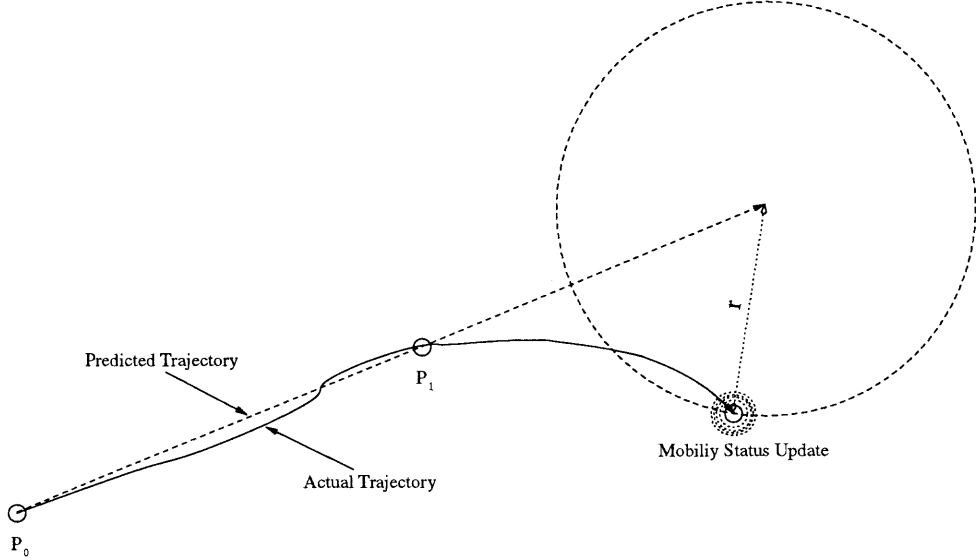 r
Predicted Trajectory
P1
Mobiliy Status Update
Actual Trajectory
P0